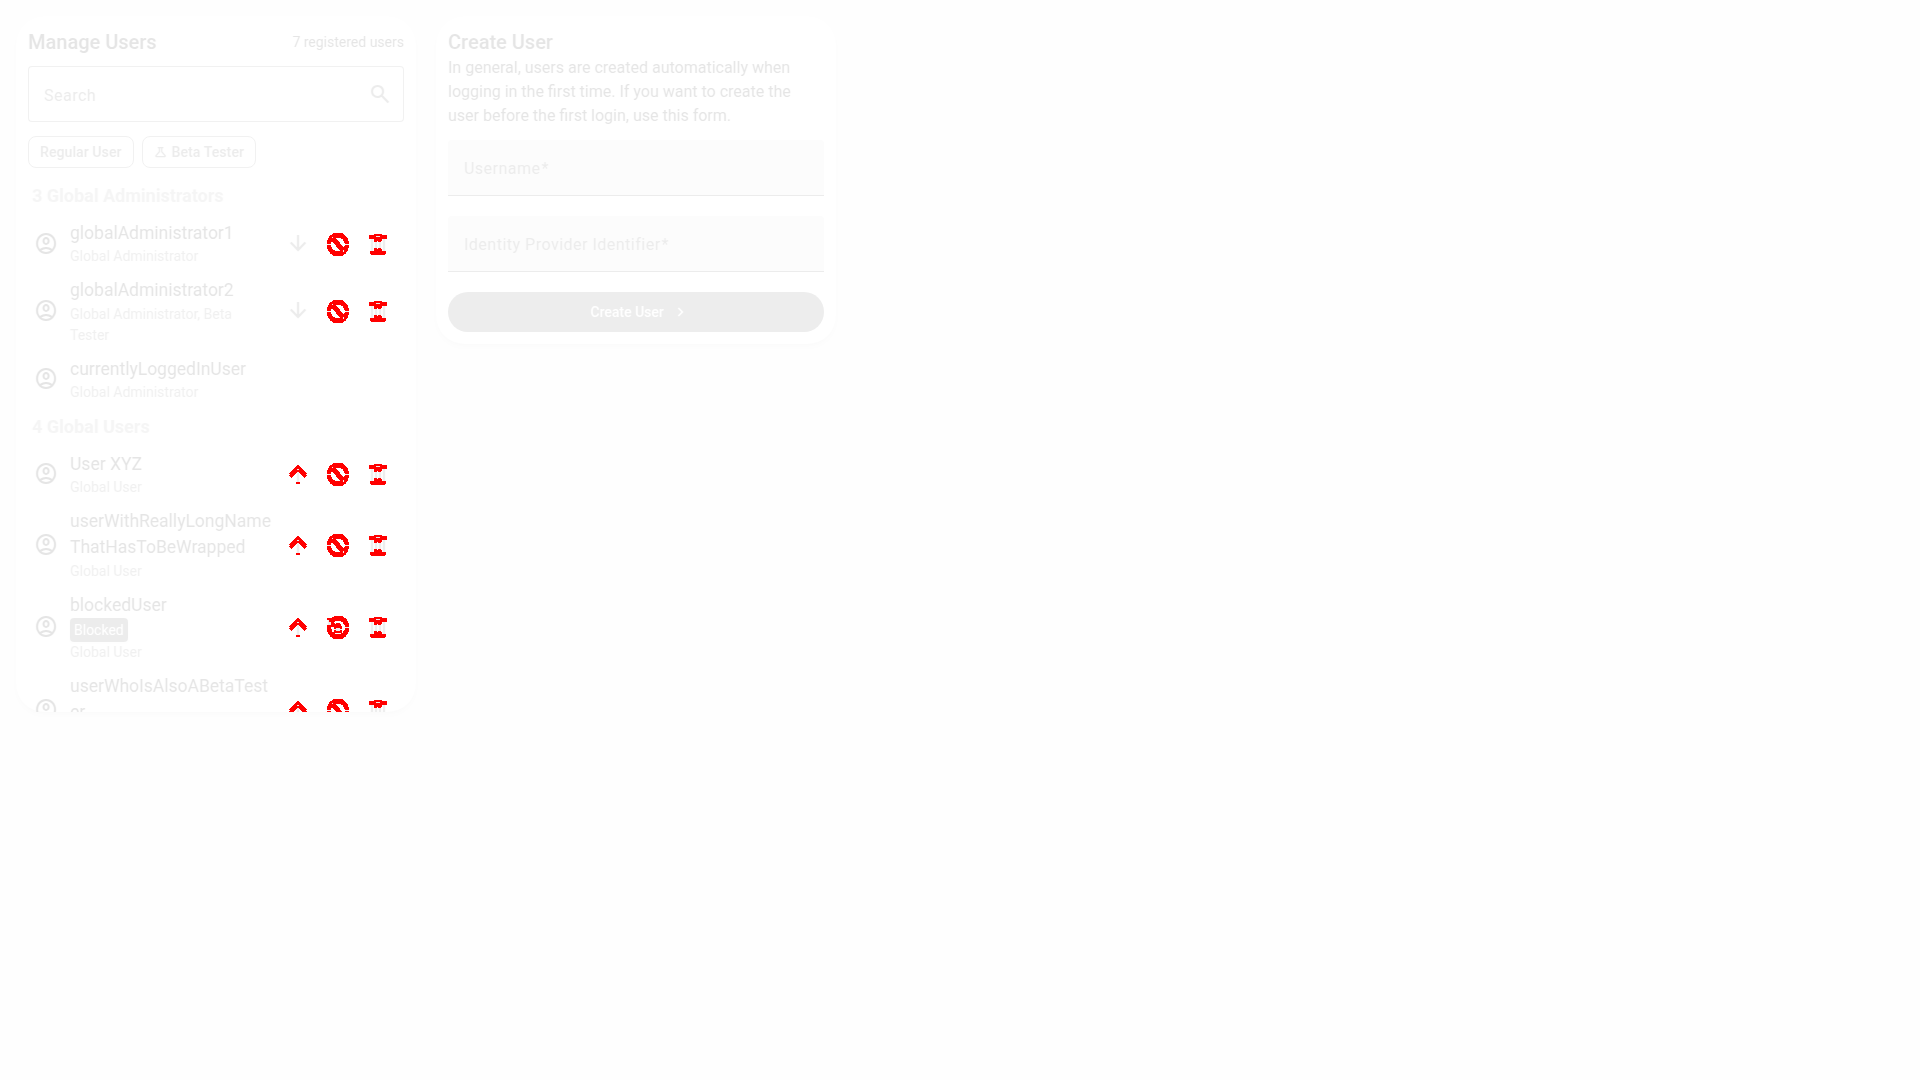 Manage Users
7 registered users
Search
Regular User
Beta Tester
3 Global Administrators
globalAdministrator1
Global Administrator
globalAdministrator2
Global Administrator, Beta
Tester
currentlyLoggedInUser
Global Administrator
4 Global Users
User XYZ
Global User
userWithReallyLongName
ThatHasToBeWrapped
Global User
blockedUser
Blocked
Global User
userWhoIsAlsoABetaTest
er
Create User
In general, users are created automatically when
logging in the first time. If you want to create the
user before the first login, use this form.
Username*
Identity Provider Identifier*
Create User